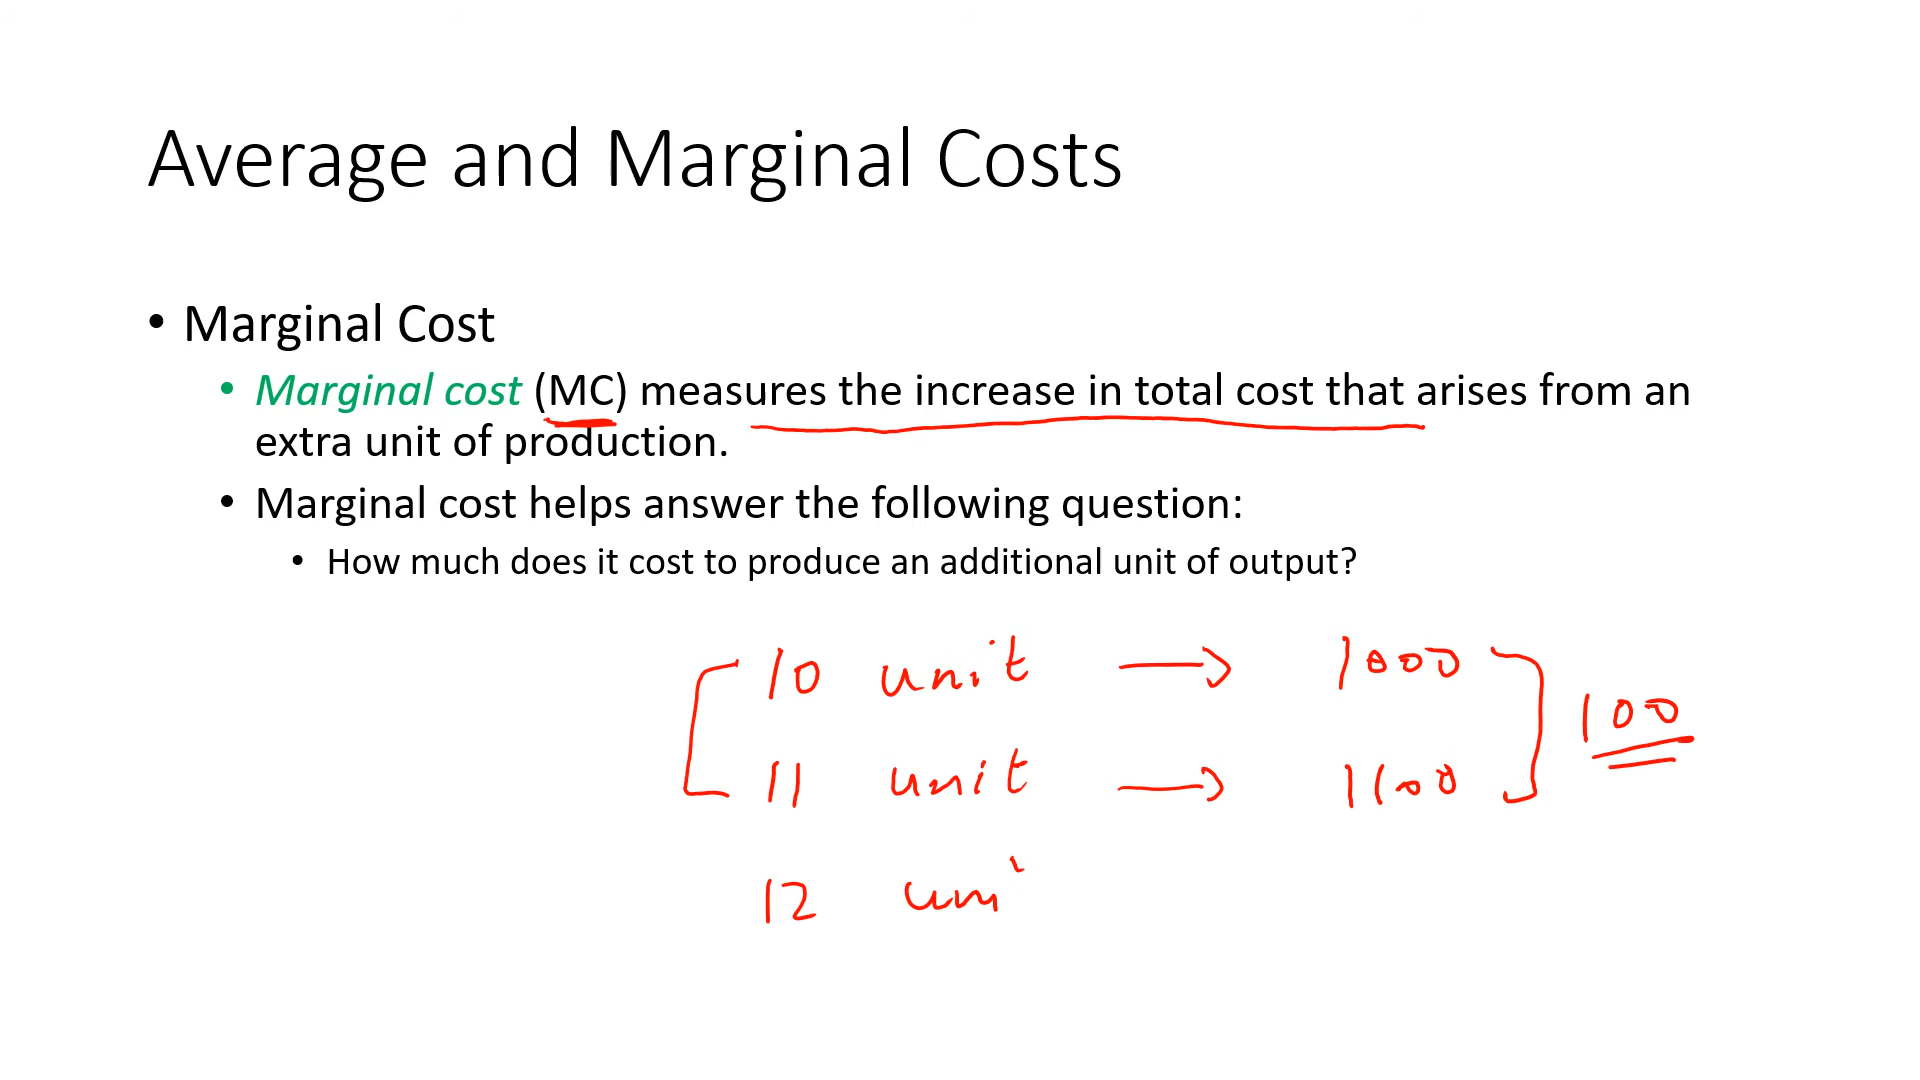 Average and Marginal Costs
• Marginal Cost
• Marginal cost (MC) measures the increase in total cost that arises from an
extra unit of production.
• Marginal cost helps answer the following question:
• How much does it cost to produce an additional unit of output?
10 unit → 1000
100
11 unit → 1100
12 uni